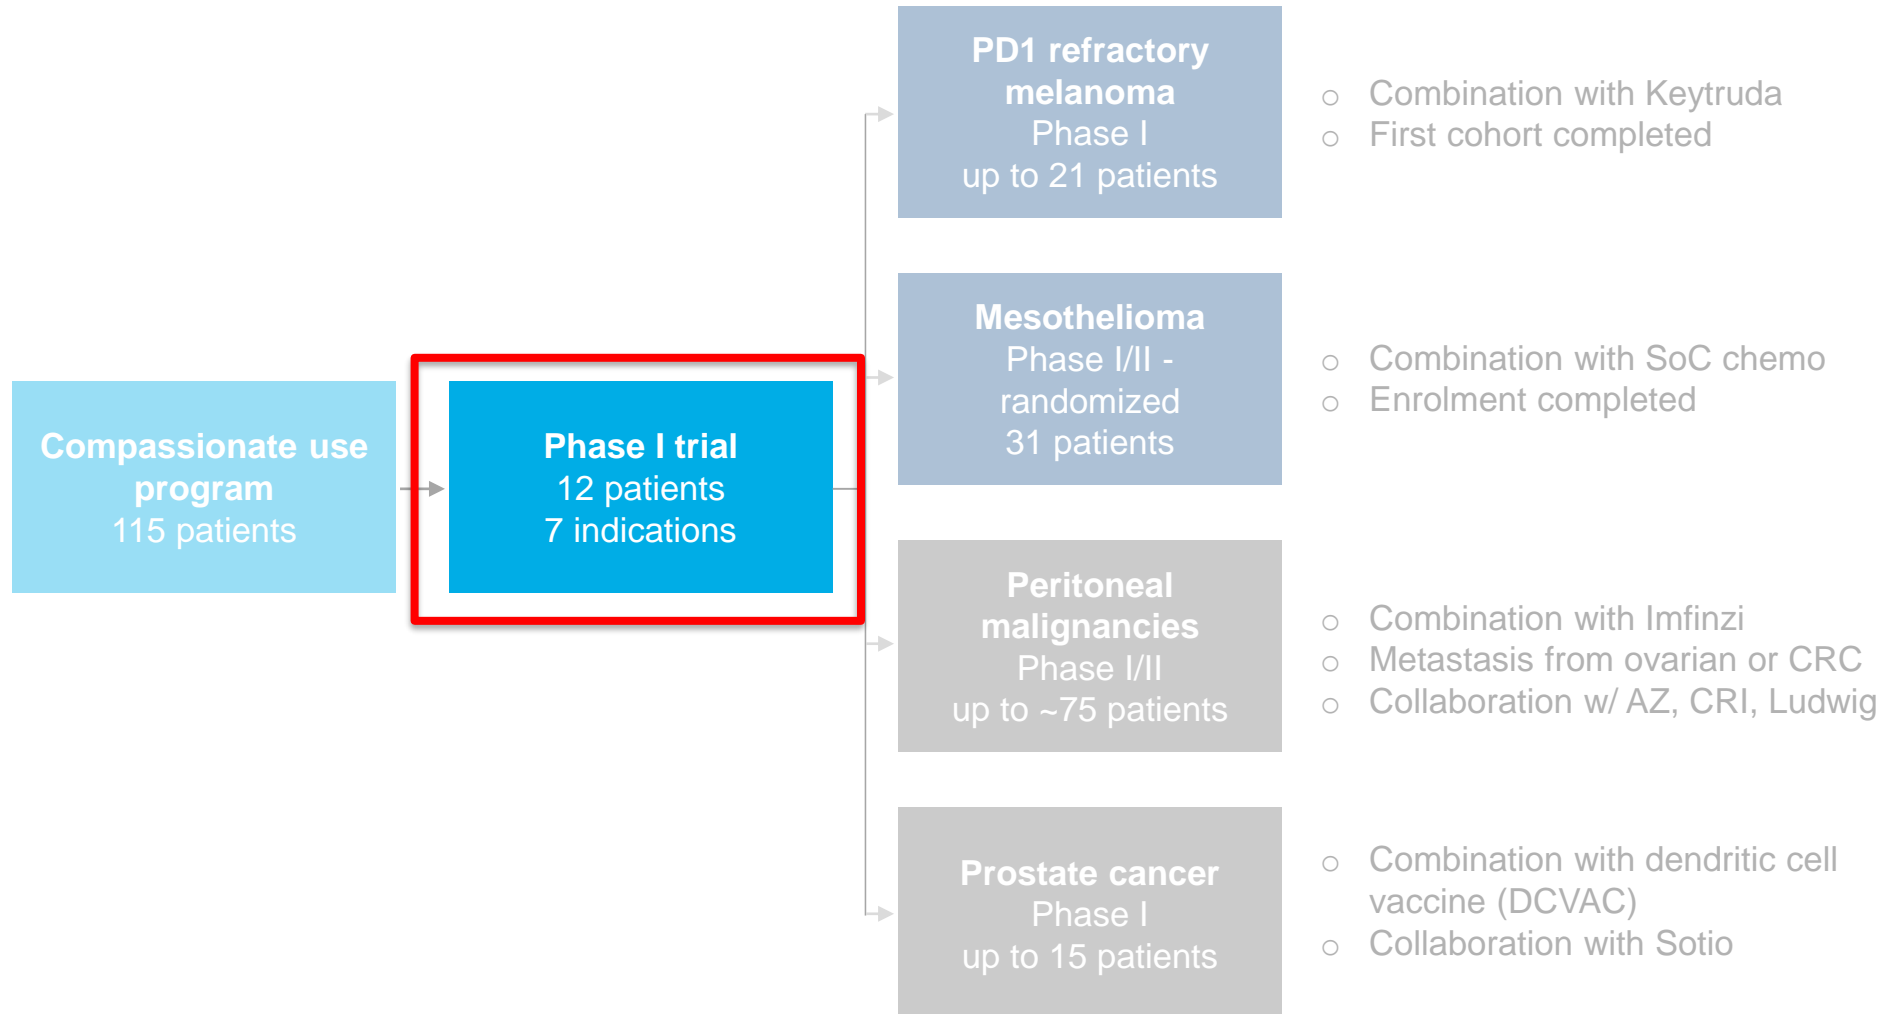 Compassionate use
program
115 patients
Phase I trial
12 patients
7 indications
PD1 refractory
melanoma
Phase I
up to 21 patients
o Combination with Keytruda
o First cohort completed
Mesothelioma
Phase I/II -
randomized
31 patients
o Combination with SoC chemo
o Enrolment completed
Peritoneal
malignancies
Phase I/II
up to ~75 patients
o Combination with Imfinzi
o Metastasis from ovarian or CRC
o Collaboration w/ AZ, CRI, Ludwig
Prostate cancer
Phase I
up to 15 patients
o Combination with dendritic cell
vaccine (DCVAC)
o Collaboration with Sotio